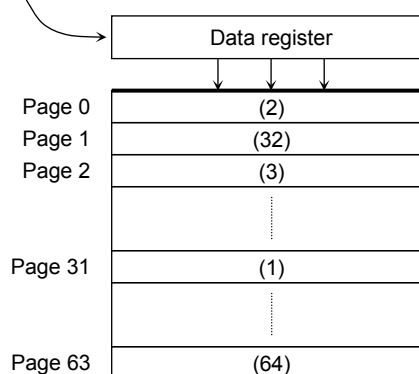 Data register
Page 0 (2)
Page 1 (32)
Page 2 (3)
Page 31 (1)
Page 63 (64)